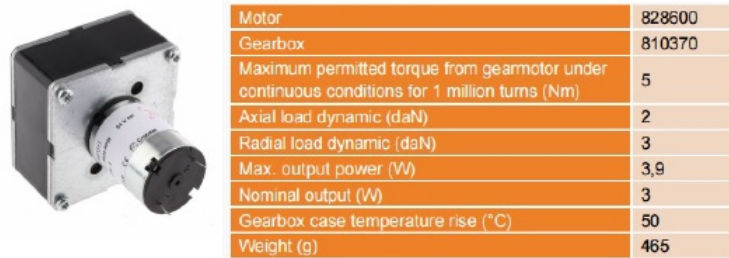 Motor 828600
Gearbox 810370
Maximum permitted torque from gearmotor under
continuous conditions for 1 million turns (Nm) 5
Axial load dynamic (daN) 2
Radial load dynamic (daN) 3
Max. output power (W) 3,9
Nominal output (W) 3
Gearbox case temperature rise (°C) 50
Weight (g) 465